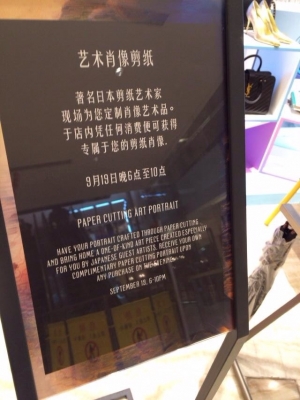 艺术肖像剪纸
著名日本剪纸艺术家
现场为您定制肖像艺术品。
于店内凭任何消费便可获得
专属于您的剪纸肖像。
9月19日晚6点至10点
PAPER CUTTING ART PORTRAIT
HAVE YOUR PORTRAIT CRAFTED THROUGH PAPER CUTTING
AND BRING HOME A ONE-OF-KIND ART PIECE CREATED ESPECIALLY
FOR YOU BY JAPANESE GUEST ARTISTS. RECEIVE YOUR OWN
COMPLIMENTARY PAPER CUTTING PORTRAIT UPON
ANY PURCHASE ON THE
SEPTEMBER 19, 6-10PM.